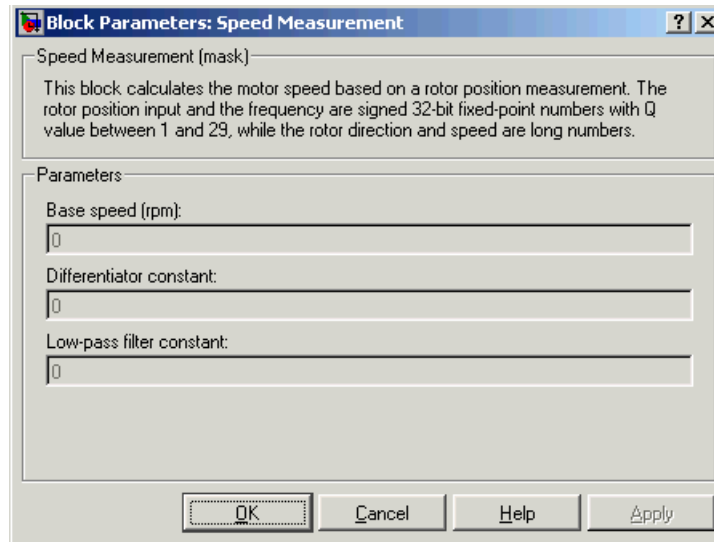 Block Parameters: Speed Measurement
Speed Measurement (mask)
This block calculates the motor speed based on a rotor position measurement. The
rotor position input and the frequency are signed 32-bit fixed-point numbers with Q
value between 1 and 29, while the rotor direction and speed are long numbers.
Parameters
Base speed (rpm):
0
Differentiator constant:
0
Low-pass filter constant:
0
OK Cancel Help Apply